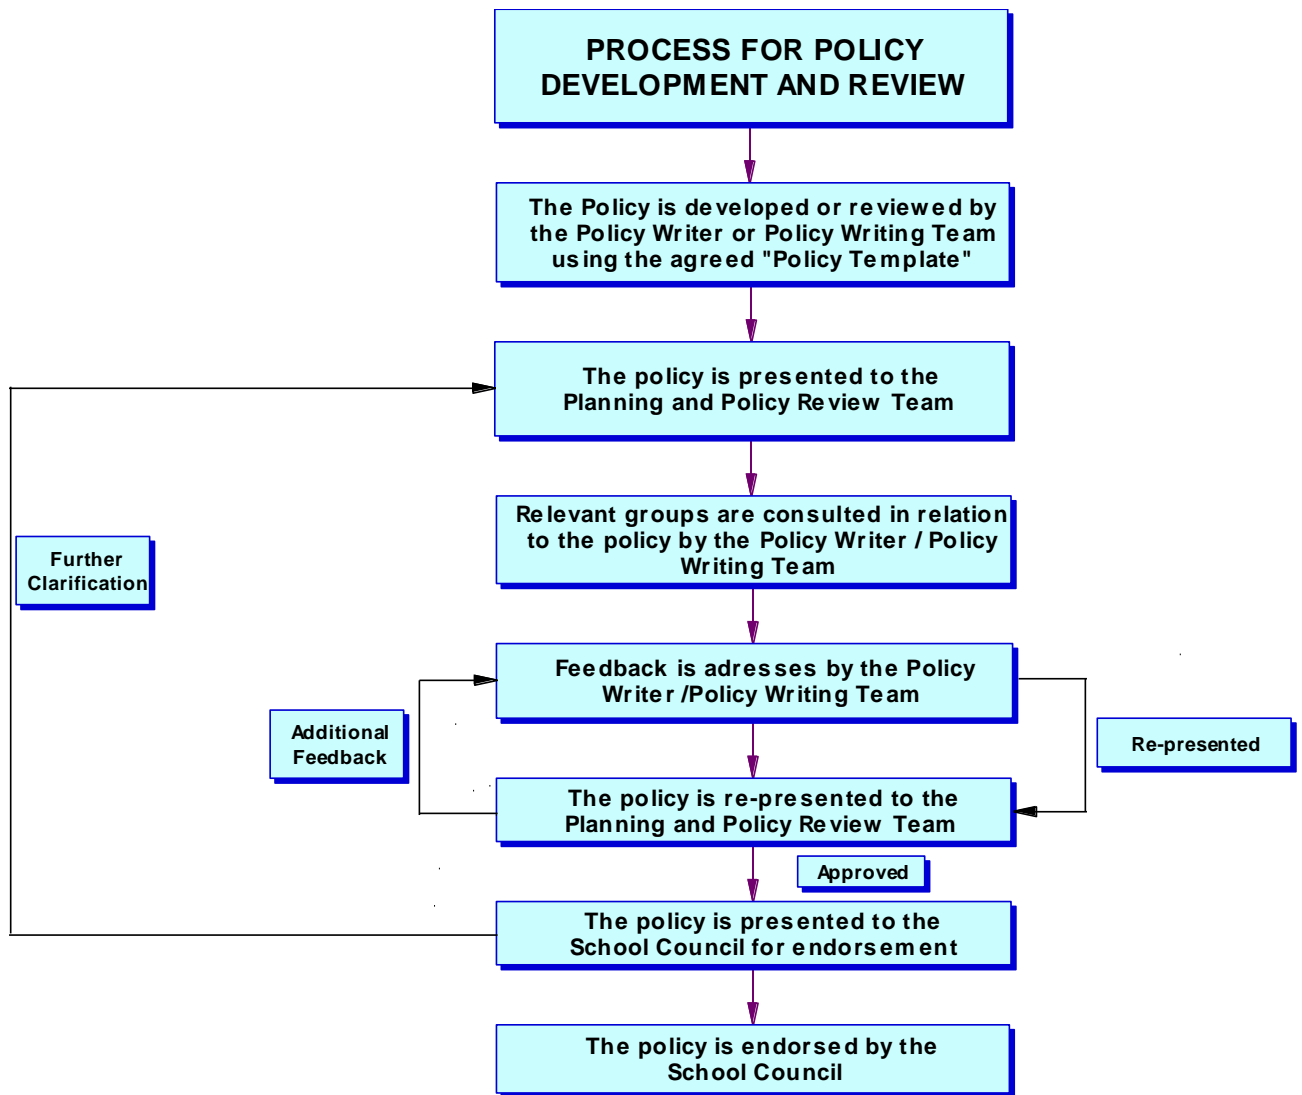 PROCESS FOR POLICY
DEVELOPMENT AND REVIEW
The Policy is developed or reviewed by
the Policy Writer or Policy Writing Team
using the agreed "Policy Template"
The policy is presented to the
Planning and Policy Review Team
Relevant groups are consulted in relation
to the policy by the Policy Writer / Policy
Writing Team
Further
Clarification
Feedback is adresses by the Policy
Writer /Policy Writing Team
Additional
Feedback
Re-presented
The policy is re-presented to the
Planning and Policy Review Team
Approved
The policy is presented to the
School Council for endorsement
The policy is endorsed by the
School Council